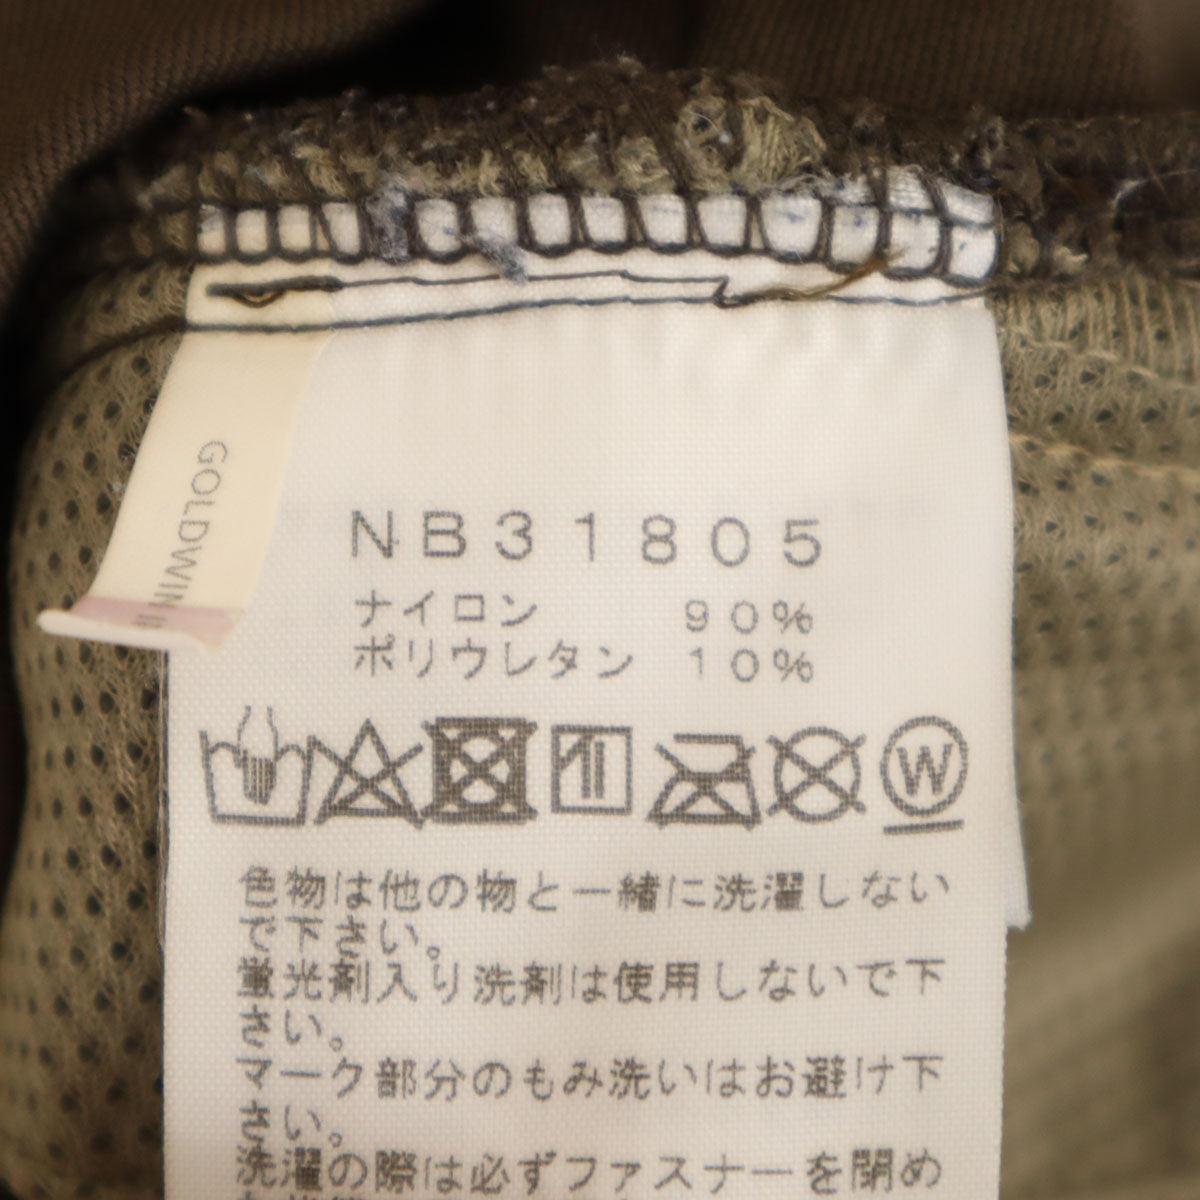 GOLDWIN
NB31805
ナイロン 90%
ポリウレタン 10%
W
色物は他の物と一緒に洗濯しない
で下さい。
蛍光剤入り洗剤は使用しないで下
さい。
マーク部分のもみ洗いはお避け下
さい。
洗濯の際は必ずファスナーを閉め